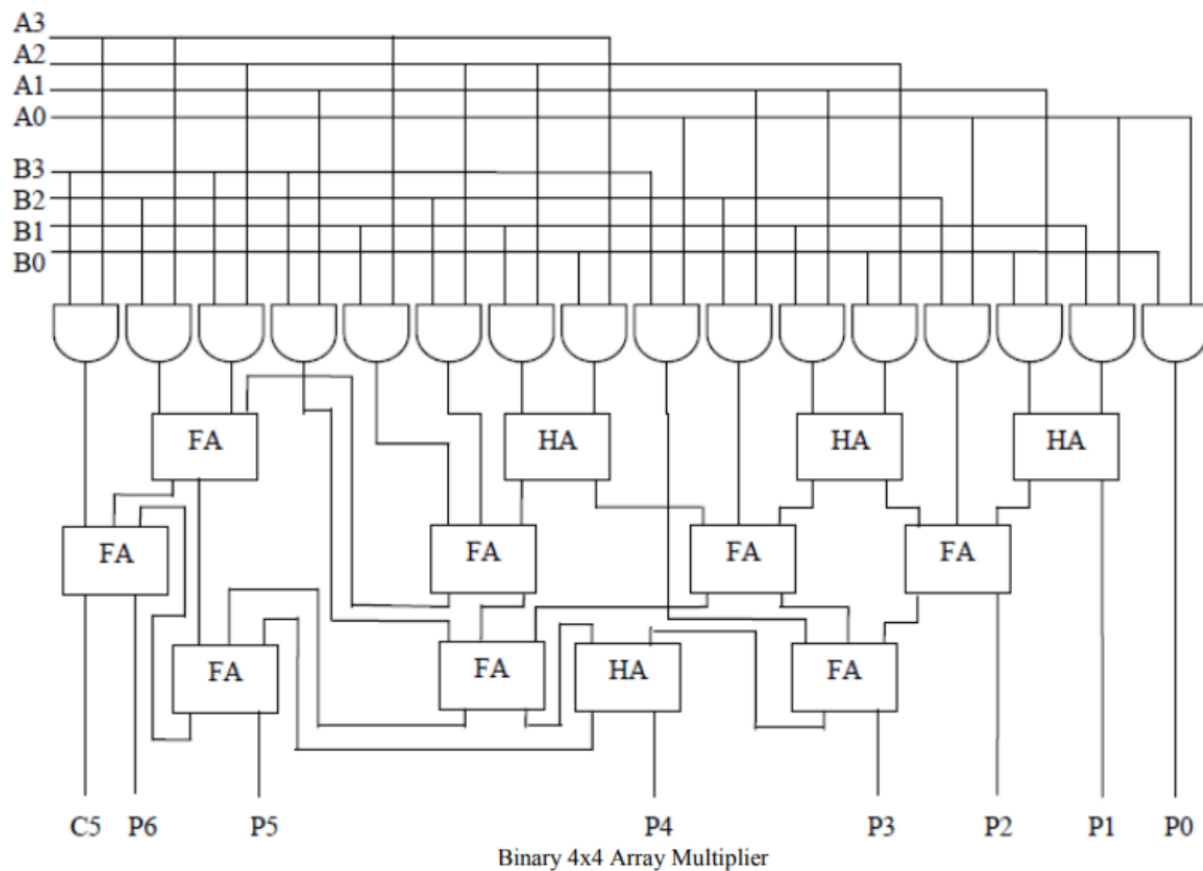 A3
A2
A1
A0
B3
B2
B1
B0
FA HA HA HA
FA FA FA FA
FA FA HA FA
C5 P6 P5 P4 P3 P2 P1 P0
Binary 4x4 Array Multiplier